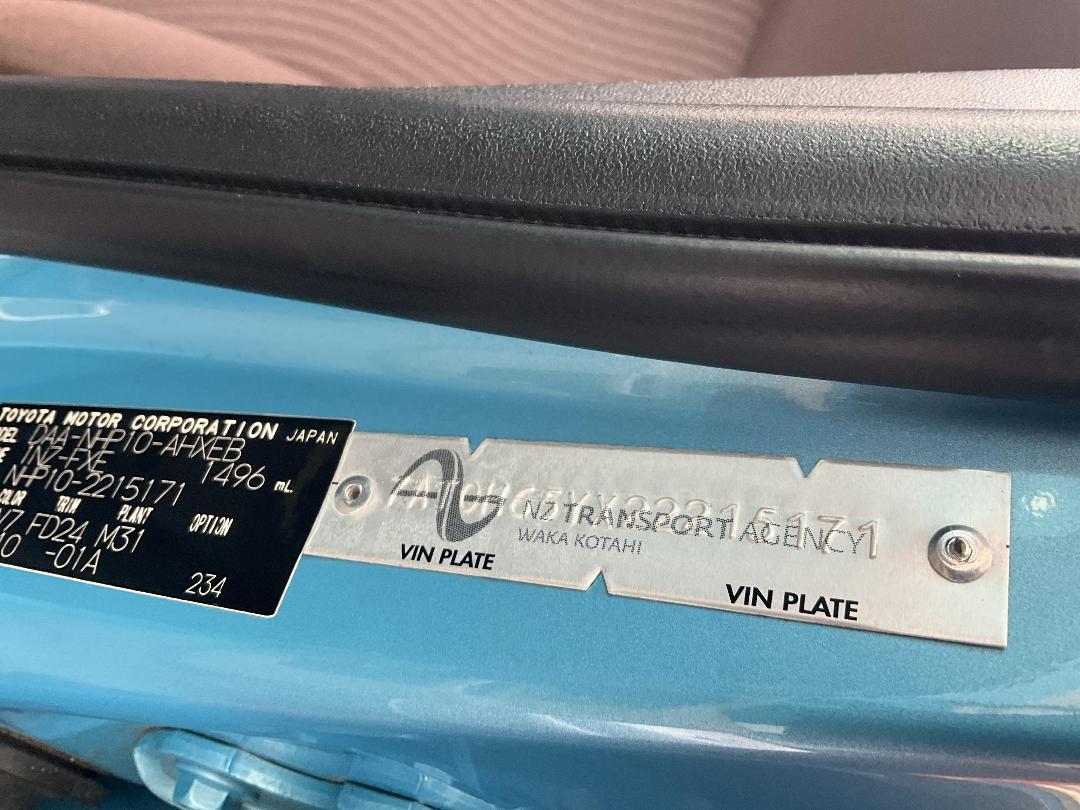 TOYOTA MOTOR CORPORATION JAPAN
DAA-NHP10-AHXEB
1NZ-FXE 1496 mL
NHP10-2215171
COLOR TRIM PLANT OPTION
FD24 M31
-01A
234
NZ TRANSPORT AGENCY
WAKA KOTAHI
VIN PLATE
VIN PLATE